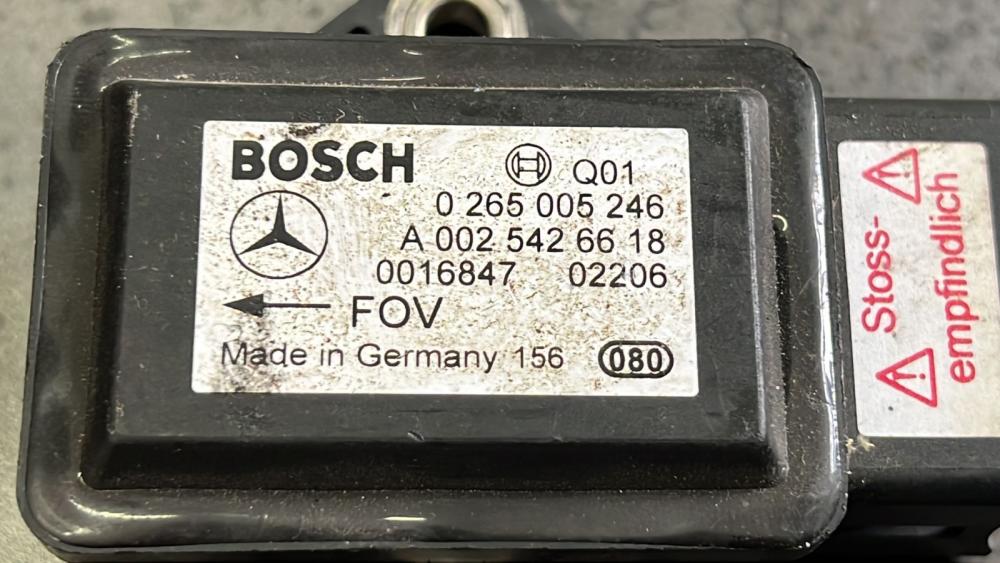 BOSCH Q01
0 265 005 246
A 002 542 66 18
0016847 02206
FOV
Made in Germany 156 080
Stoss-
empfindlich